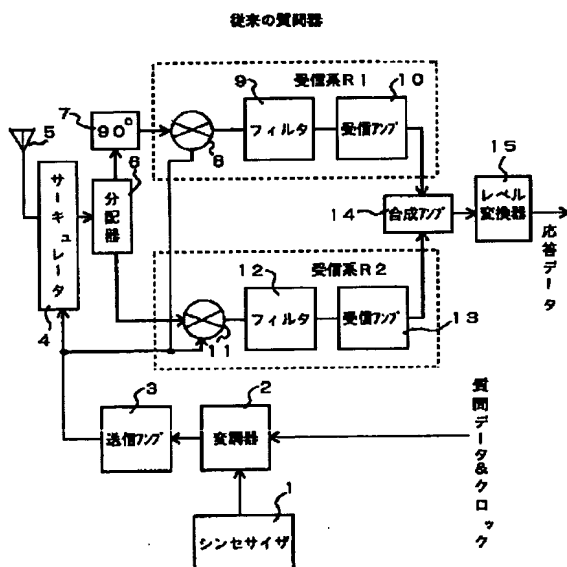 従来の質問器
受信系R1
9
10
フィルタ
受信アンプ
7
90°
8
5
6
サーキュレータ
分配器
4
14
合成アンプ
15
レベル変換器
応答データ
受信系R2
12
フィルタ
受信アンプ
13
11
3
送信アンプ
2
変調器
質問データ&クロック
1
シンセサイザ